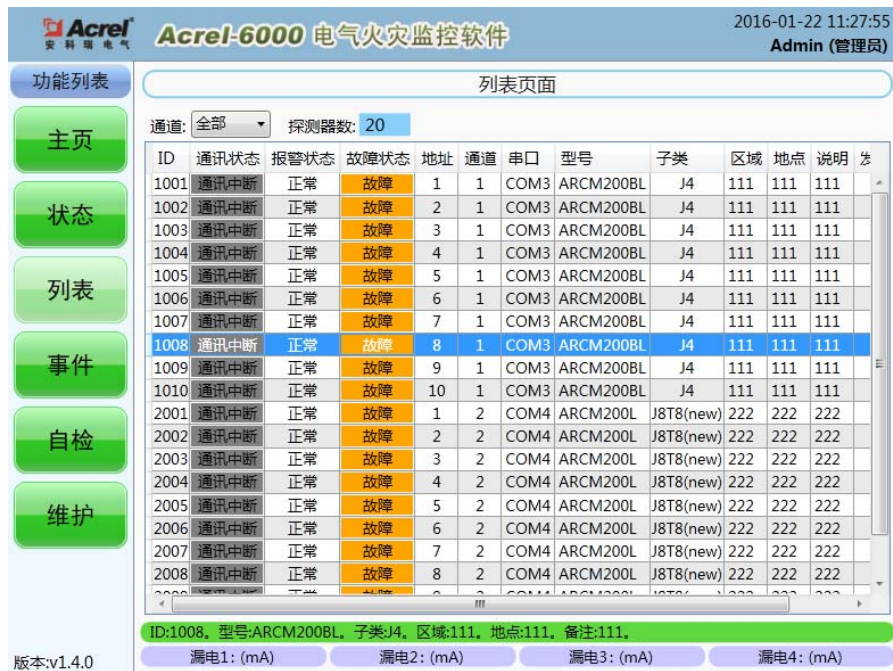 Acrel
安科瑞电气
Acrel-6000 电气火灾监控软件
2016-01-22 11:27:55
Admin (管理员)
功能列表
主页
状态
列表
事件
自检
维护
版本:v1.4.0
列表页面
通道: 全部 探测器数: 20
ID 通讯状态 报警状态 故障状态 地址 通道 串口 型号 子类 区域 地点 说明
1001 通讯中断 正常 故障 1 1 COM3 ARCM200BL J4 111 111 111
1002 通讯中断 正常 故障 2 1 COM3 ARCM200BL J4 111 111 111
1003 通讯中断 正常 故障 3 1 COM3 ARCM200BL J4 111 111 111
1004 通讯中断 正常 故障 4 1 COM3 ARCM200BL J4 111 111 111
1005 通讯中断 正常 故障 5 1 COM3 ARCM200BL J4 111 111 111
1006 通讯中断 正常 故障 6 1 COM3 ARCM200BL J4 111 111 111
1007 通讯中断 正常 故障 7 1 COM3 ARCM200BL J4 111 111 111
1008 通讯中断 正常 故障 8 1 COM3 ARCM200BL J4 111 111 111
1009 通讯中断 正常 故障 9 1 COM3 ARCM200BL J4 111 111 111
1010 通讯中断 正常 故障 10 1 COM3 ARCM200BL J4 111 111 111
2001 通讯中断 正常 故障 1 2 COM4 ARCM200L J8T8(new) 222 222 222
2002 通讯中断 正常 故障 2 2 COM4 ARCM200L J8T8(new) 222 222 222
2003 通讯中断 正常 故障 3 2 COM4 ARCM200L J8T8(new) 222 222 222
2004 通讯中断 正常 故障 4 2 COM4 ARCM200L J8T8(new) 222 222 222
2005 通讯中断 正常 故障 5 2 COM4 ARCM200L J8T8(new) 222 222 222
2006 通讯中断 正常 故障 6 2 COM4 ARCM200L J8T8(new) 222 222 222
2007 通讯中断 正常 故障 7 2 COM4 ARCM200L J8T8(new) 222 222 222
2008 通讯中断 正常 故障 8 2 COM4 ARCM200L J8T8(new) 222 222 222
ID:1008。型号:ARCM200BL。子类:J4。区域:111。地点:111。备注:111。
漏电1: (mA) 漏电2: (mA) 漏电3: (mA) 漏电4: (mA)